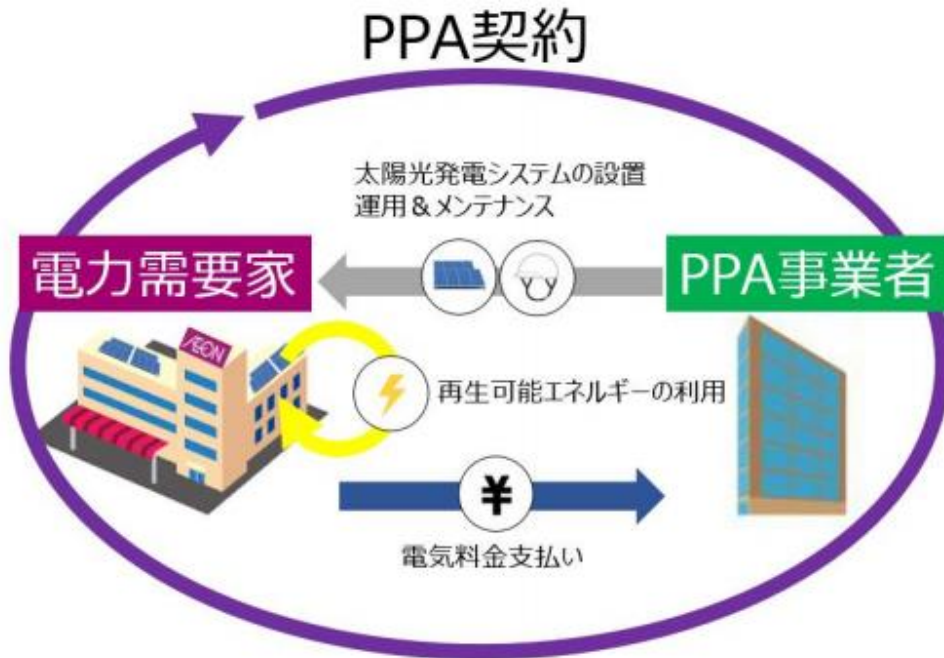 PPA契約
太陽光発電システムの設置
運用&メンテナンス
電力需要家
PPA事業者
ÆON
再生可能エネルギーの利用
¥
電気料金支払い